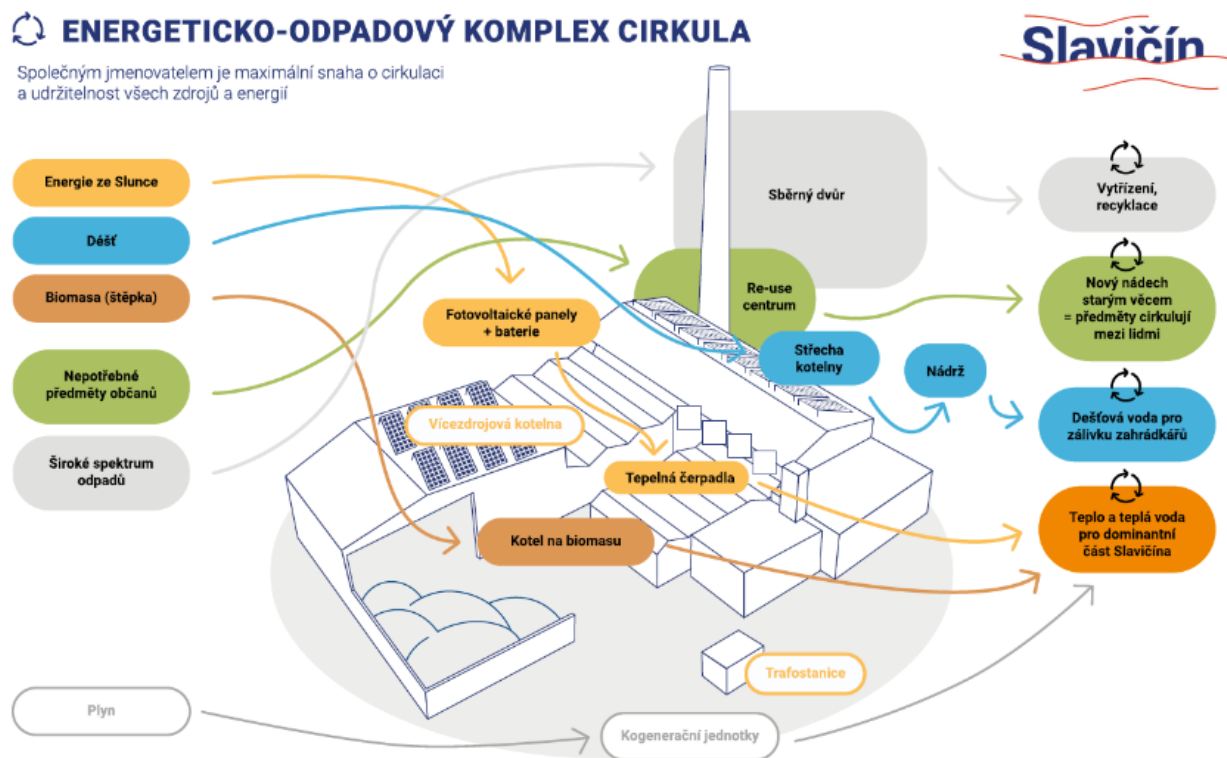 ENERGETICKO-ODPADOVÝ KOMPLEX CIRKULA
Slavičín
Společným jmenovatelem je maximální snaha o cirkulaci
a udržitelnost všech zdrojů a energií
Energie ze Slunce
Déšť
Biomasa (štěpka)
Nepotřebné
předměty občanů
Široké spektrum
odpadů
Plyn
Sběrný dvůr
Re-use
centrum
Fotovoltaické panely
+ baterie
Střecha
kotelny
Nádrž
Vícezdrojová kotelna
Tepelná čerpadla
Kotel na biomasu
Trafostanice
Kogenerační jednotky
Vytřízení,
recyklace
Nový nádech
starým věcem
= předměty cirkulují
mezi lidmi
Dešťová voda pro
zálivku zahrádkářů
Teplo a teplá voda
pro dominantní
část Slavičína